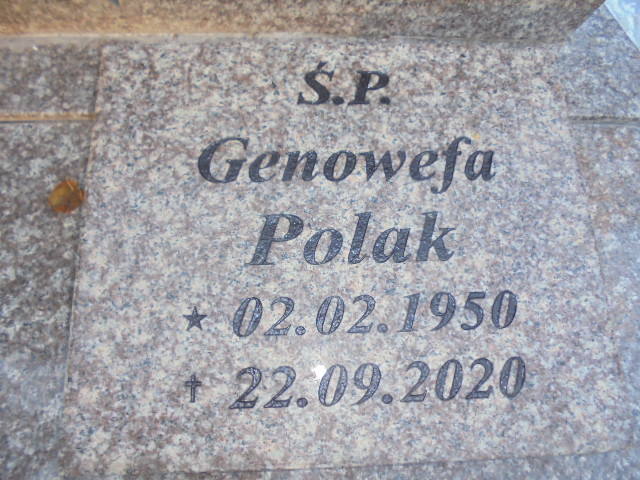 Ś.P.
Genowefa
Polak
★ 02.02.1950
✝ 22.09.2020